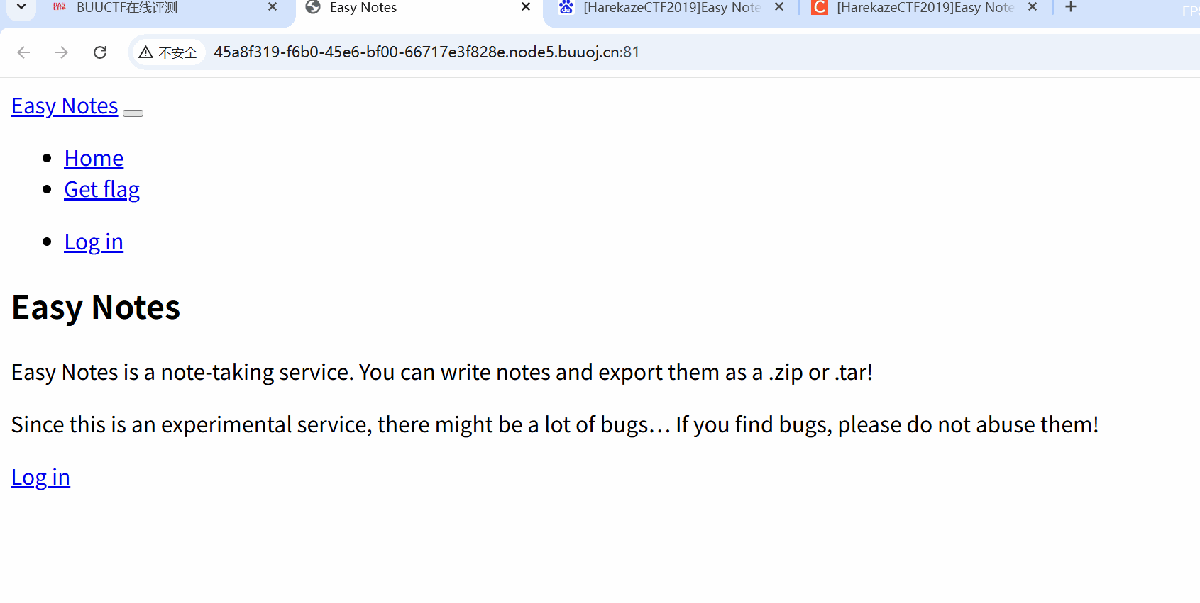 BUUCTF在线评测
Easy Notes
[HarekazeCTF2019]Easy Note
[HarekazeCTF2019]Easy Note
不安全
45a8f319-f6b0-45e6-bf00-66717e3f828e.node5.buuoj.cn:81
Easy Notes
Home
Get flag
Log in
Easy Notes
Easy Notes is a note-taking service. You can write notes and export them as a .zip or .tar!
Since this is an experimental service, there might be a lot of bugs… If you find bugs, please do not abuse them!
Log in